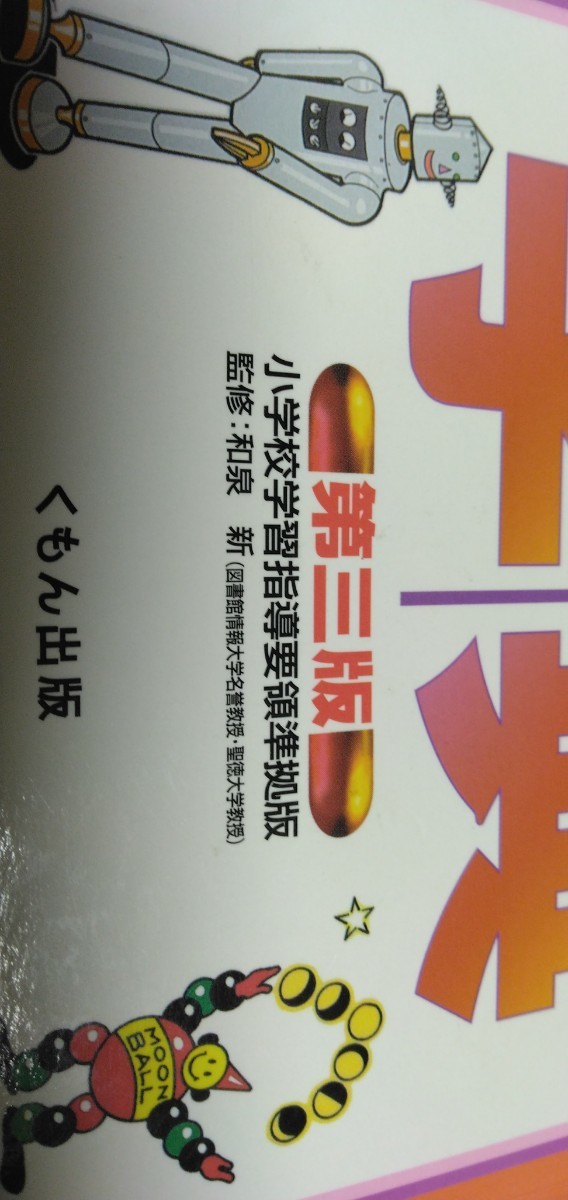 字典
第三版
小学校学習指導要領準拠版
監修：和泉　新（図書館情報大学名誉教授・聖徳大学教授）
くもん出版
MOON
BALL